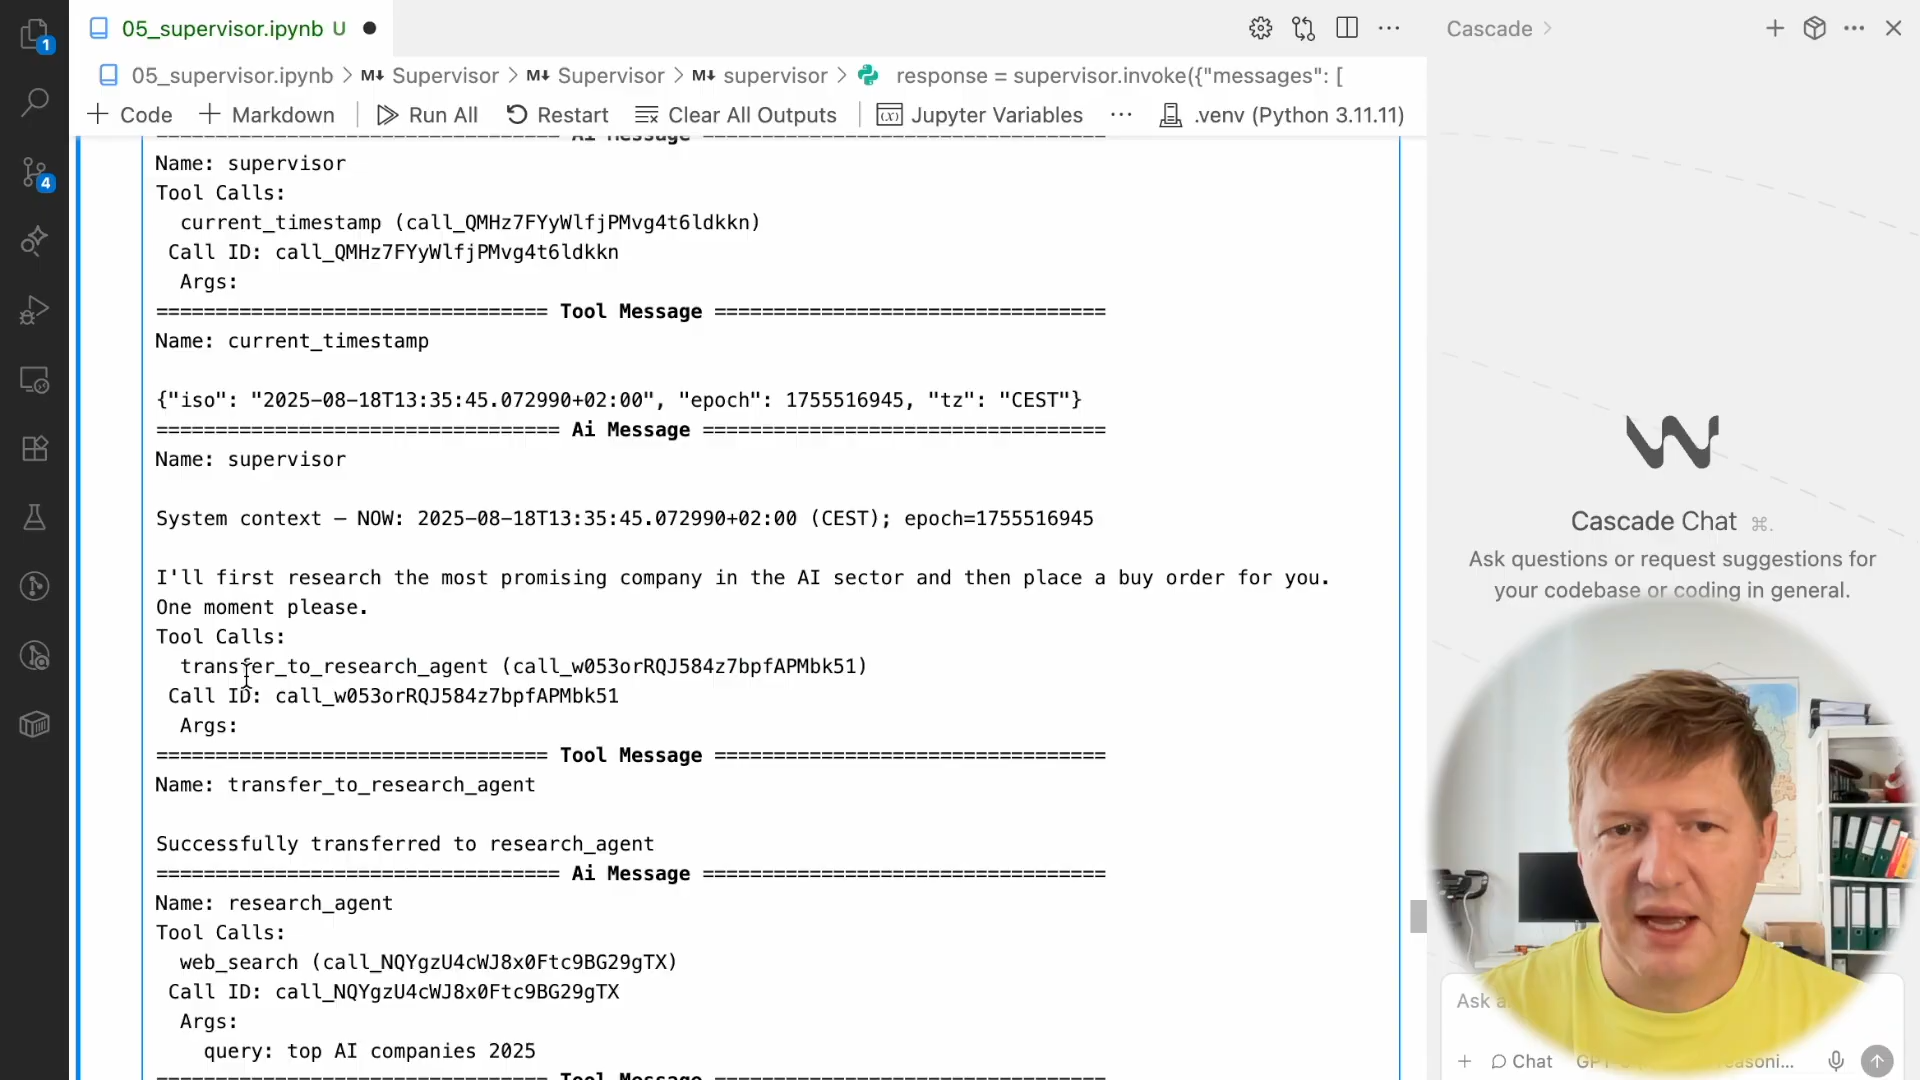 05_supervisor.ipynb U
Cascade
05_supervisor.ipynb > M↓ Supervisor > M↓ Supervisor > M↓ supervisor > response = supervisor.invoke({"messages": [
Code Markdown Run All Restart Clear All Outputs Jupyter Variables ··· .venv (Python 3.11.11)
1
4
================================= Ai Message ==================================
Name: supervisor
Tool Calls:
current_timestamp (call_QMHz7FYyWlfjPMvg4t6ldkkn)
Call ID: call_QMHz7FYyWlfjPMvg4t6ldkkn
Args:
================================= Tool Message =================================
Name: current_timestamp
{"iso": "2025-08-18T13:35:45.072990+02:00", "epoch": 1755516945, "tz": "CEST"}
================================== Ai Message ==================================
Name: supervisor
System context — NOW: 2025-08-18T13:35:45.072990+02:00 (CEST); epoch=1755516945
I'll first research the most promising company in the AI sector and then place a buy order for you.
One moment please.
Tool Calls:
transfer_to_research_agent (call_w053orRQJ584z7bpfAPMbk51)
Call ID: call_w053orRQJ584z7bpfAPMbk51
Args:
================================= Tool Message =================================
Name: transfer_to_research_agent
Successfully transferred to research_agent
================================== Ai Message ==================================
Name: research_agent
Tool Calls:
web_search (call_NQYgzU4cWJ8x0Ftc9BG29gTX)
Call ID: call_NQYgzU4cWJ8x0Ftc9BG29gTX
Args:
query: top AI companies 2025
================================= Tool Message =================================
Cascade Chat ⌘.
Ask questions or request suggestions for
your codebase or coding in general.
Ask
Chat